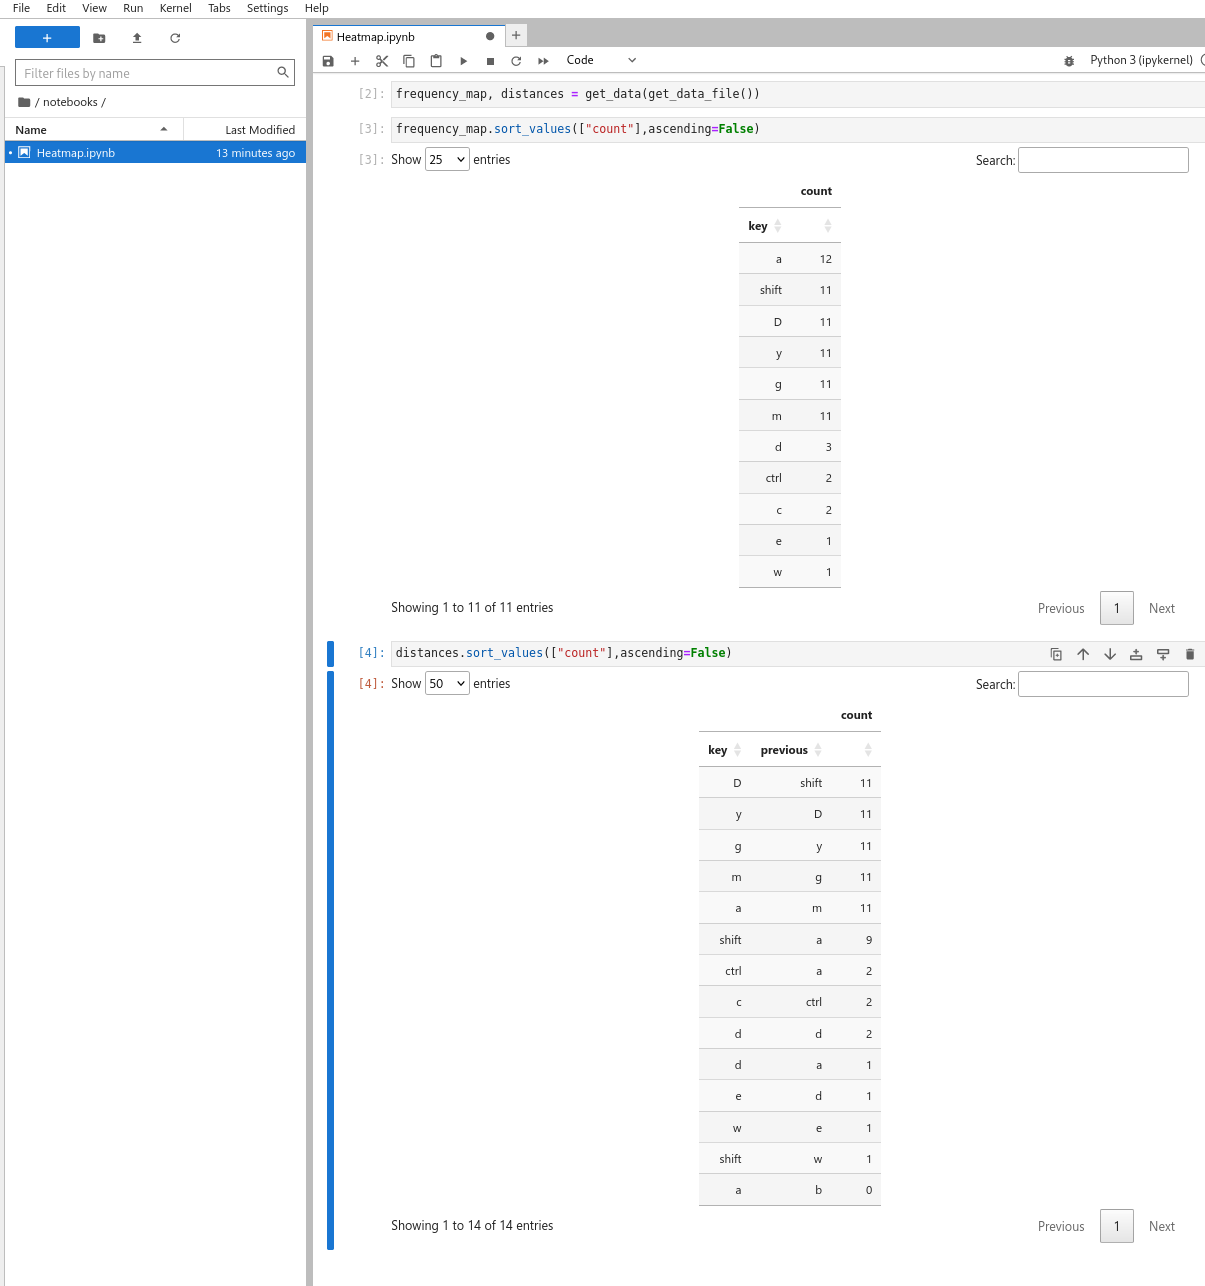 File Edit View Run Kernel Tabs Settings Help
+
Filter files by name
/ notebooks /
Name Last Modified
Heatmap.ipynb 13 minutes ago
Heatmap.ipynb
Code Python 3 (ipykernel)
[2]: frequency_map, distances = get_data(get_data_file())
[3]: frequency_map.sort_values(["count"],ascending=False)
[3]: Show 25 entries Search:
count
key
a 12
shift 11
D 11
y 11
g 11
m 11
d 3
ctrl 2
c 2
e 1
w 1
Showing 1 to 11 of 11 entries Previous 1 Next
[4]: distances.sort_values(["count"],ascending=False)
[4]: Show 50 entries Search:
count
key previous
D shift 11
y D 11
g y 11
m g 11
a m 11
shift a 9
ctrl a 2
c ctrl 2
d d 2
d a 1
e d 1
w e 1
shift w 1
a b 0
Showing 1 to 14 of 14 entries Previous 1 Next